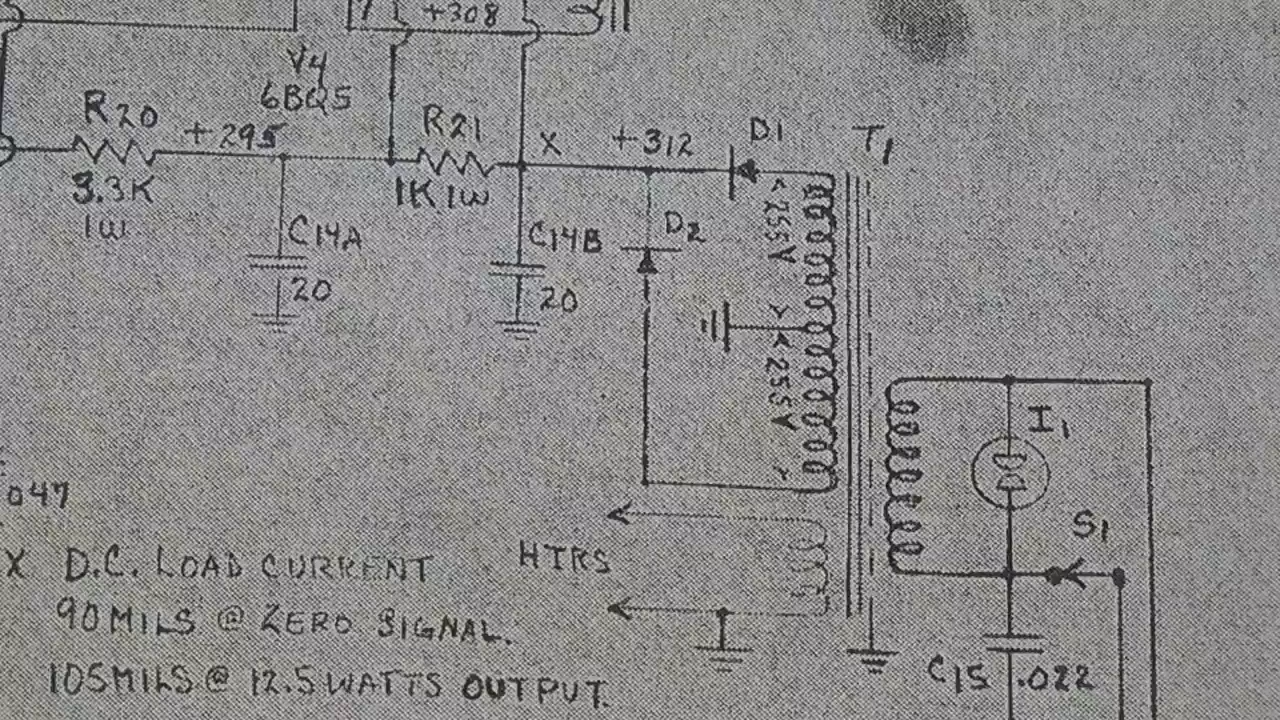 +308
V4
6BQ5
R20
+295
R21
X
+312
D1
T1
3.3K
1W
1K 1W
<255V>
C14A
20
C14B
20
D2
<255V>
I1
047
HTRS
S1
X D.C. LOAD CURRENT
90 MILS @ ZERO SIGNAL.
105 MILS @ 12.5 WATTS OUTPUT.
C15 .022